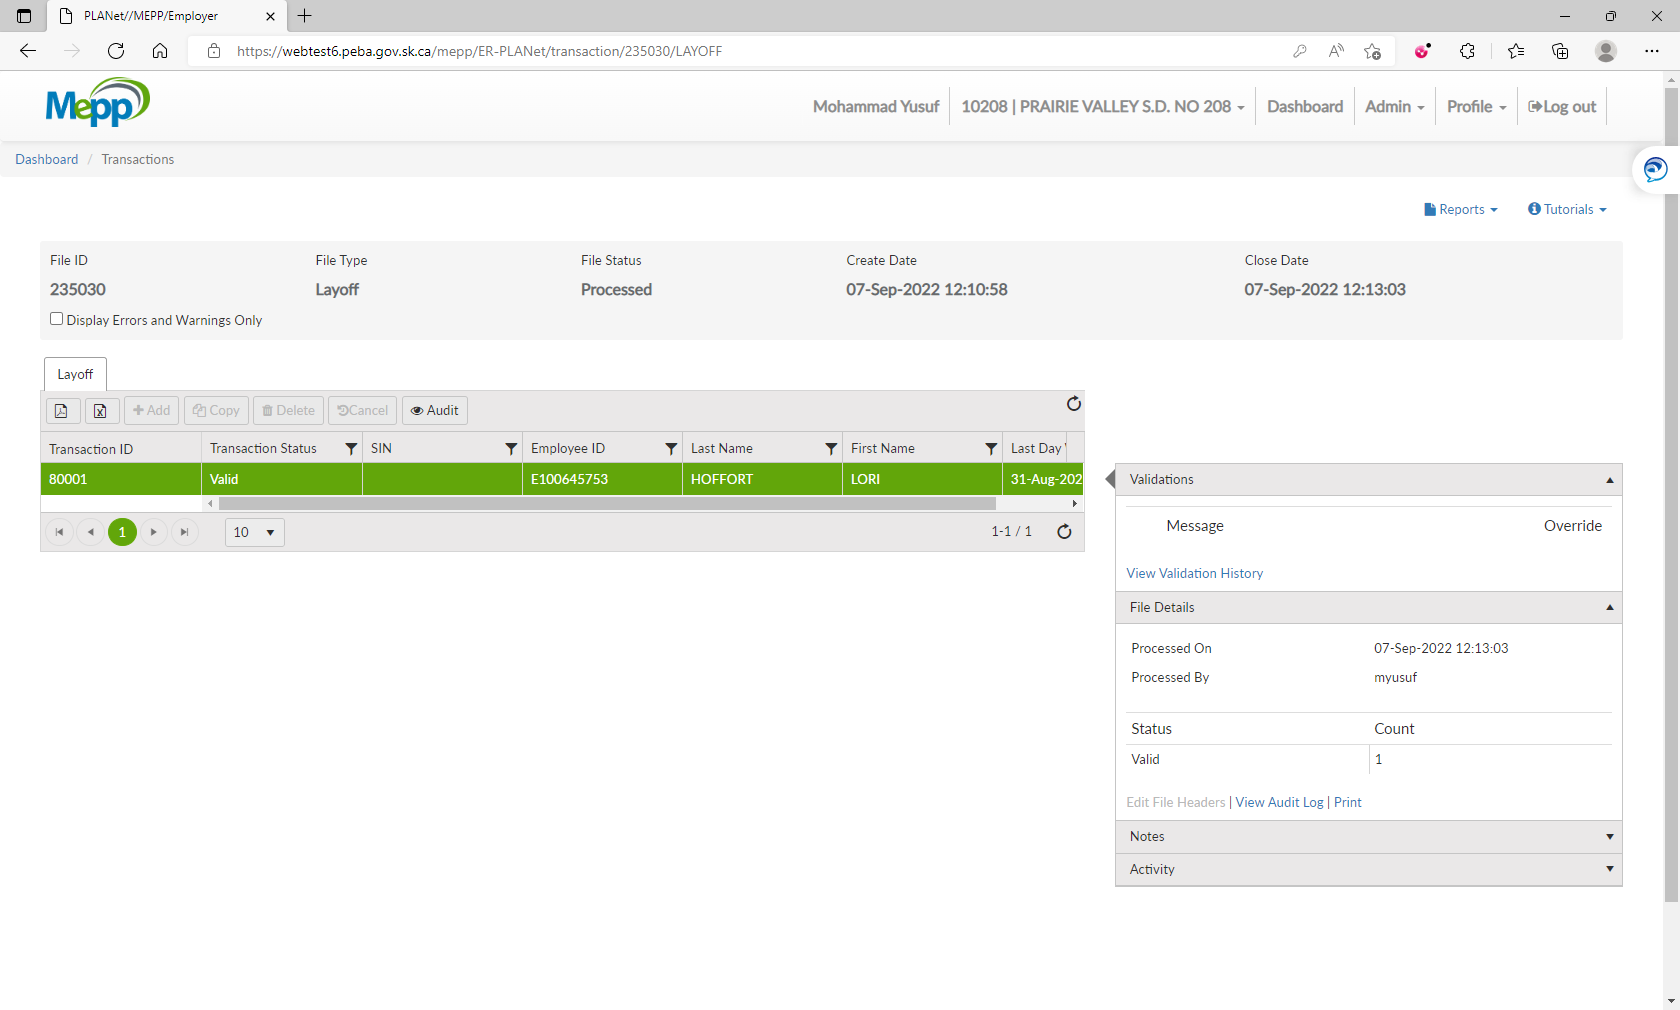 PLANet//MEPP/Employer
https://webtest6.peba.gov.sk.ca/mepp/ER-PLANet/transaction/235030/LAYOFF
Mepp
Mohammad Yusuf
10208 | PRAIRIE VALLEY S.D. NO 208
Dashboard
Admin
Profile
Log out
Dashboard / Transactions
Reports
Tutorials
File ID
File Type
File Status
Create Date
Close Date
235030
Layoff
Processed
07-Sep-2022 12:10:58
07-Sep-2022 12:13:03
Display Errors and Warnings Only
Layoff
Add
Copy
Delete
Cancel
Audit
Transaction ID
Transaction Status
SIN
Employee ID
Last Name
First Name
Last Day
80001
Valid
E100645753
HOFFORT
LORI
31-Aug-202
1
10
1-1 / 1
Validations
Message
Override
View Validation History
File Details
Processed On
07-Sep-2022 12:13:03
Processed By
myusuf
Status
Count
Valid
1
Edit File Headers | View Audit Log | Print
Notes
Activity